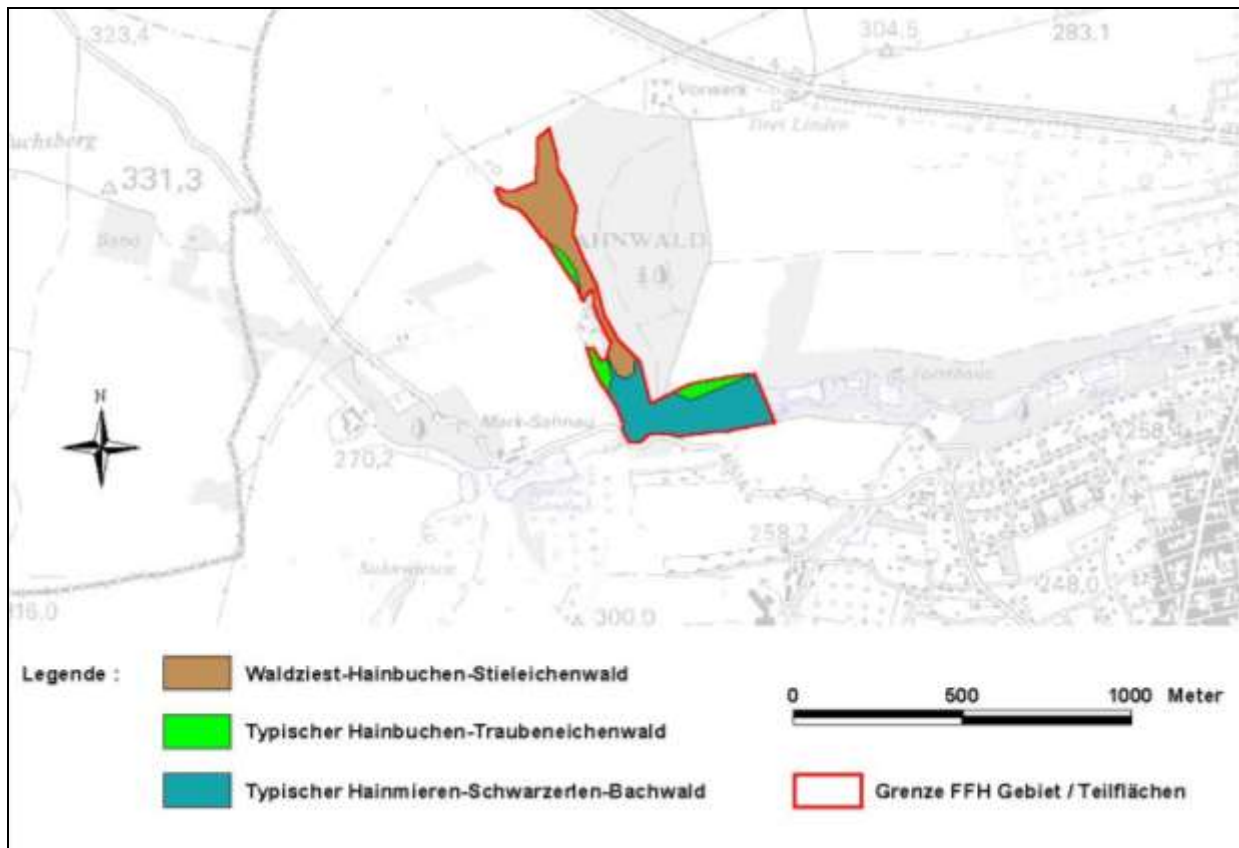 323,4
304,5
283,1
Vorwerk
Drei Linden
331,3
AHNWALD
Sand
Forsthaus
Mark-Sahnau
270,2
258,2
248,0
300,0
N
Legende :
Waldziest-Hainbuchen-Stieleichenwald
0 500 1000 Meter
Typischer Hainbuchen-Traubeneichenwald
Typischer Hainmieren-Schwarzerlen-Bachwald
Grenze FFH Gebiet / Teilflächen